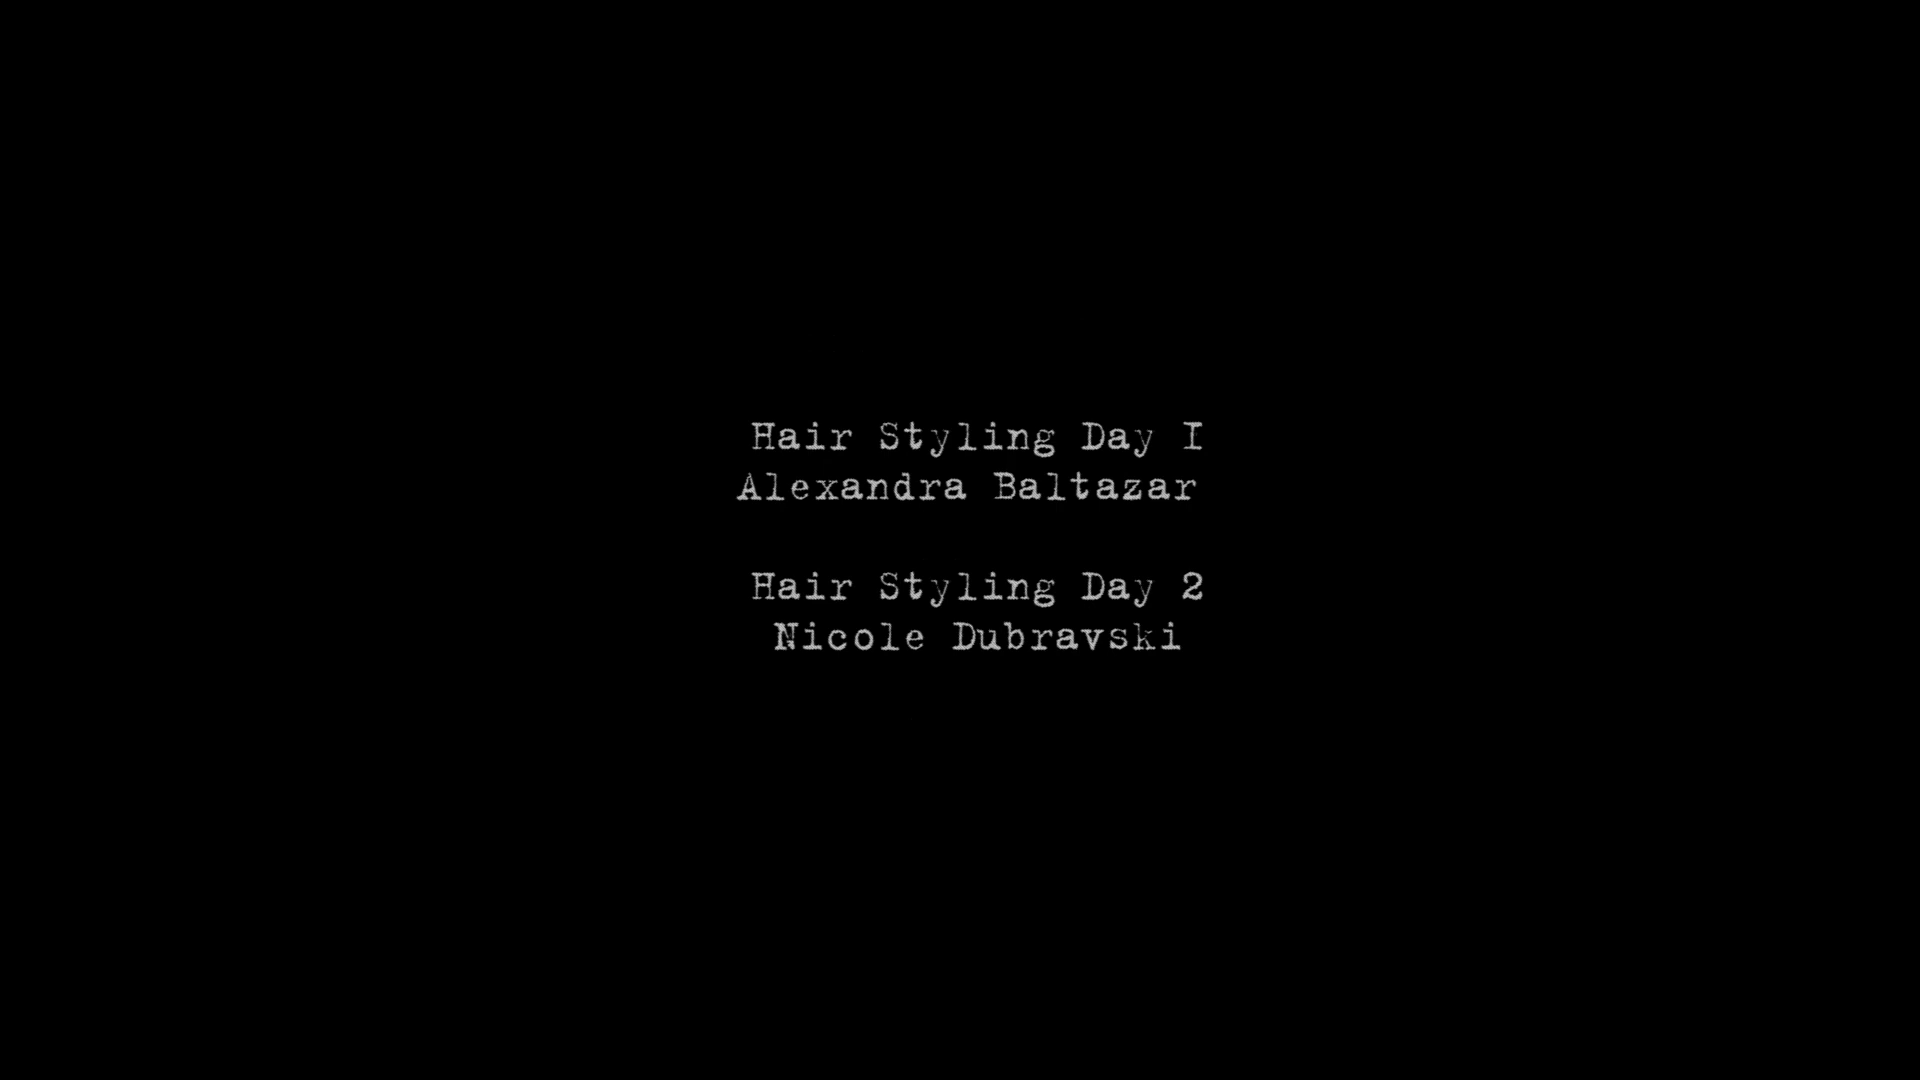 Hair Styling Day I
Alexandra Baltazar
Hair Styling Day 2
Nicole Dubravski